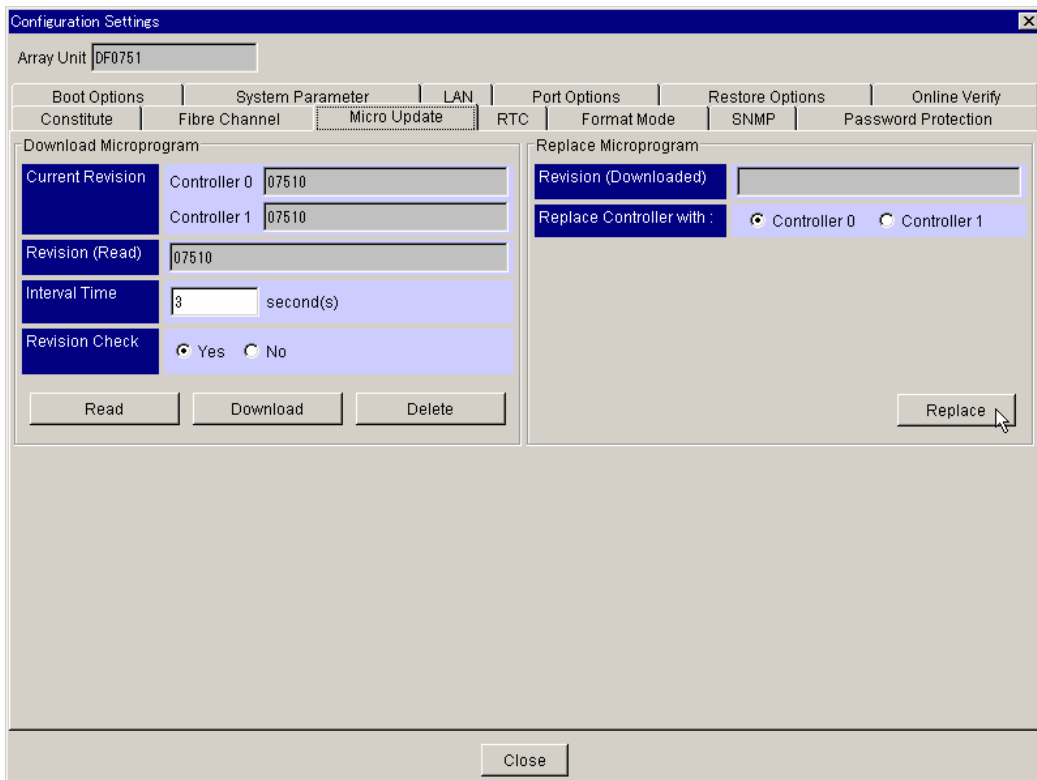 Configuration Settings
Array Unit DF0751
Boot Options System Parameter LAN Port Options Restore Options Online Verify
Constitute Fibre Channel Micro Update RTC Format Mode SNMP Password Protection
Download Microprogram
Current Revision Controller 0 07510
Controller 1 07510
Revision (Read) 07510
Interval Time 3 second(s)
Revision Check Yes No
Read Download Delete
Replace Microprogram
Revision (Downloaded)
Replace Controller with : Controller 0 Controller 1
Replace
Close